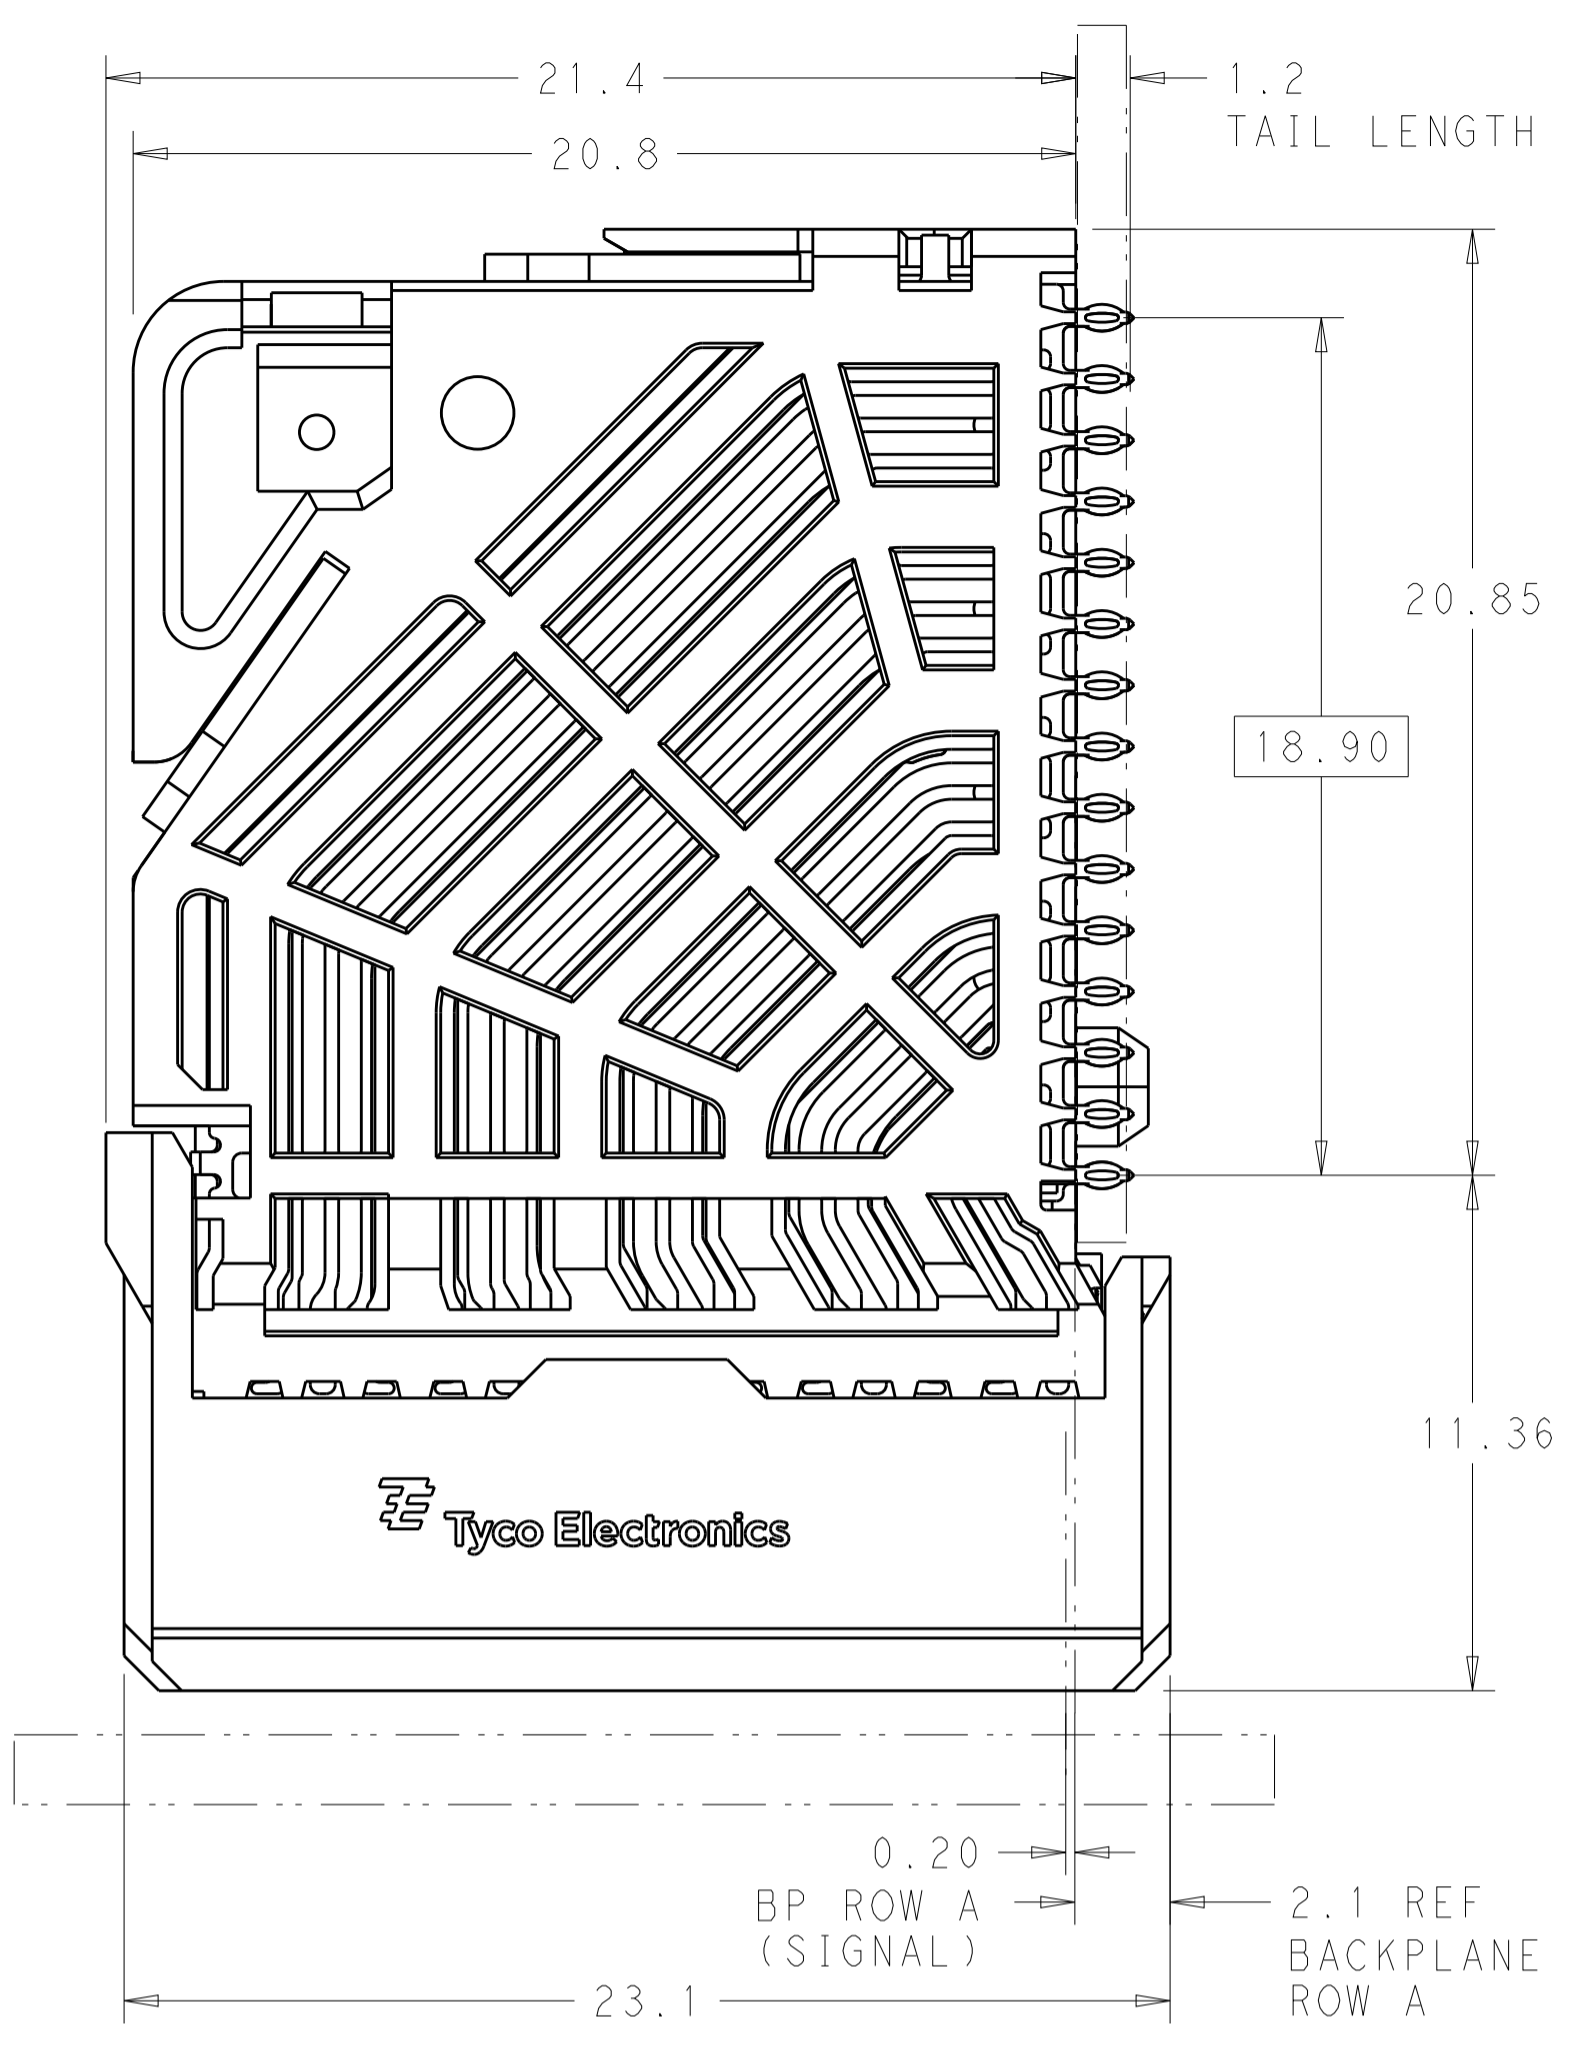 21.4
1.2
TAIL LENGTH
20.8
20.85
18.90
11.36
Tyco Electronics
0.20
BP ROW A
(SIGNAL)
2.1 REF
BACKPLANE
ROW A
23.1